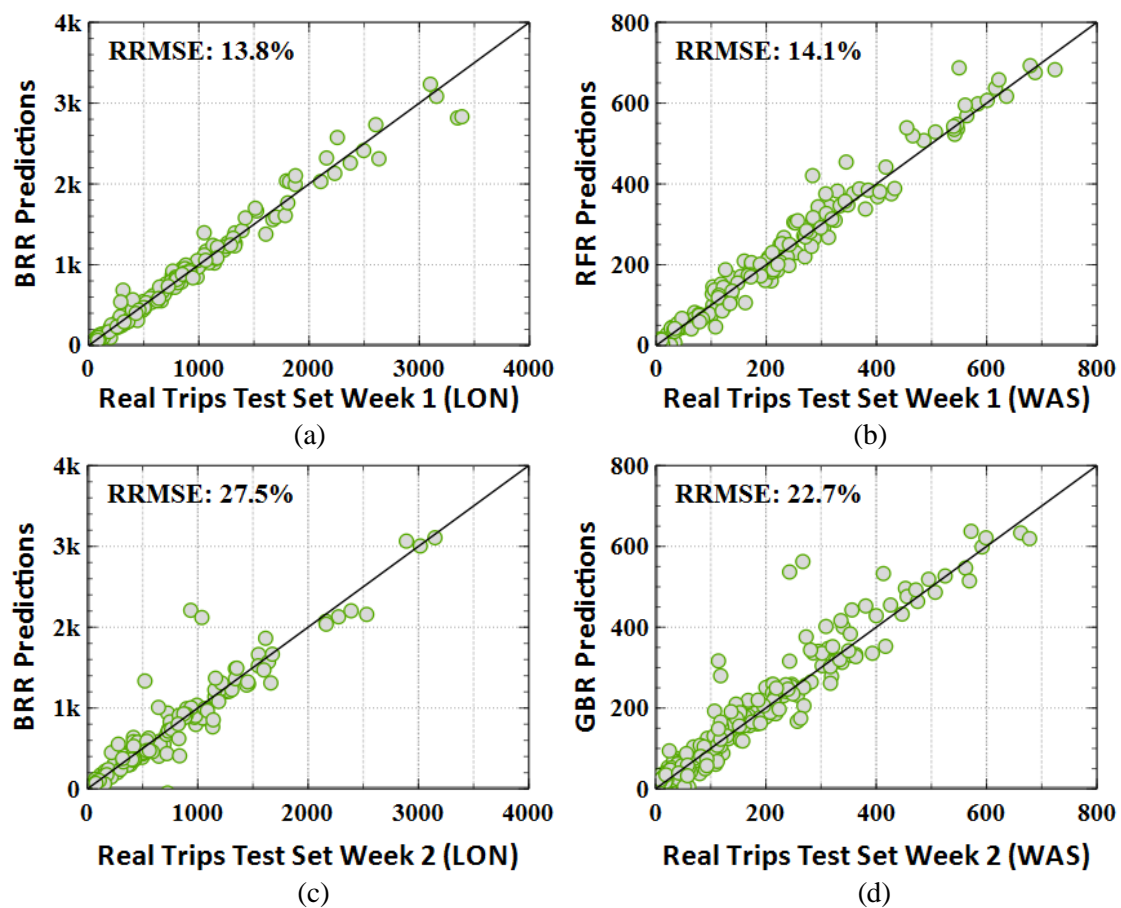 4k
RRMSE: 13.8%
3k
2k
1k
0
BRR Predictions
0 1000 2000 3000 4000
Real Trips Test Set Week 1 (LON)
(a)
800
RRMSE: 14.1%
600
400
200
0
RFR Predictions
0 200 400 600 800
Real Trips Test Set Week 1 (WAS)
(b)
4k
RRMSE: 27.5%
3k
2k
1k
0
BRR Predictions
0 1000 2000 3000 4000
Real Trips Test Set Week 2 (LON)
(c)
800
RRMSE: 22.7%
600
400
200
0
GBR Predictions
0 200 400 600 800
Real Trips Test Set Week 2 (WAS)
(d)